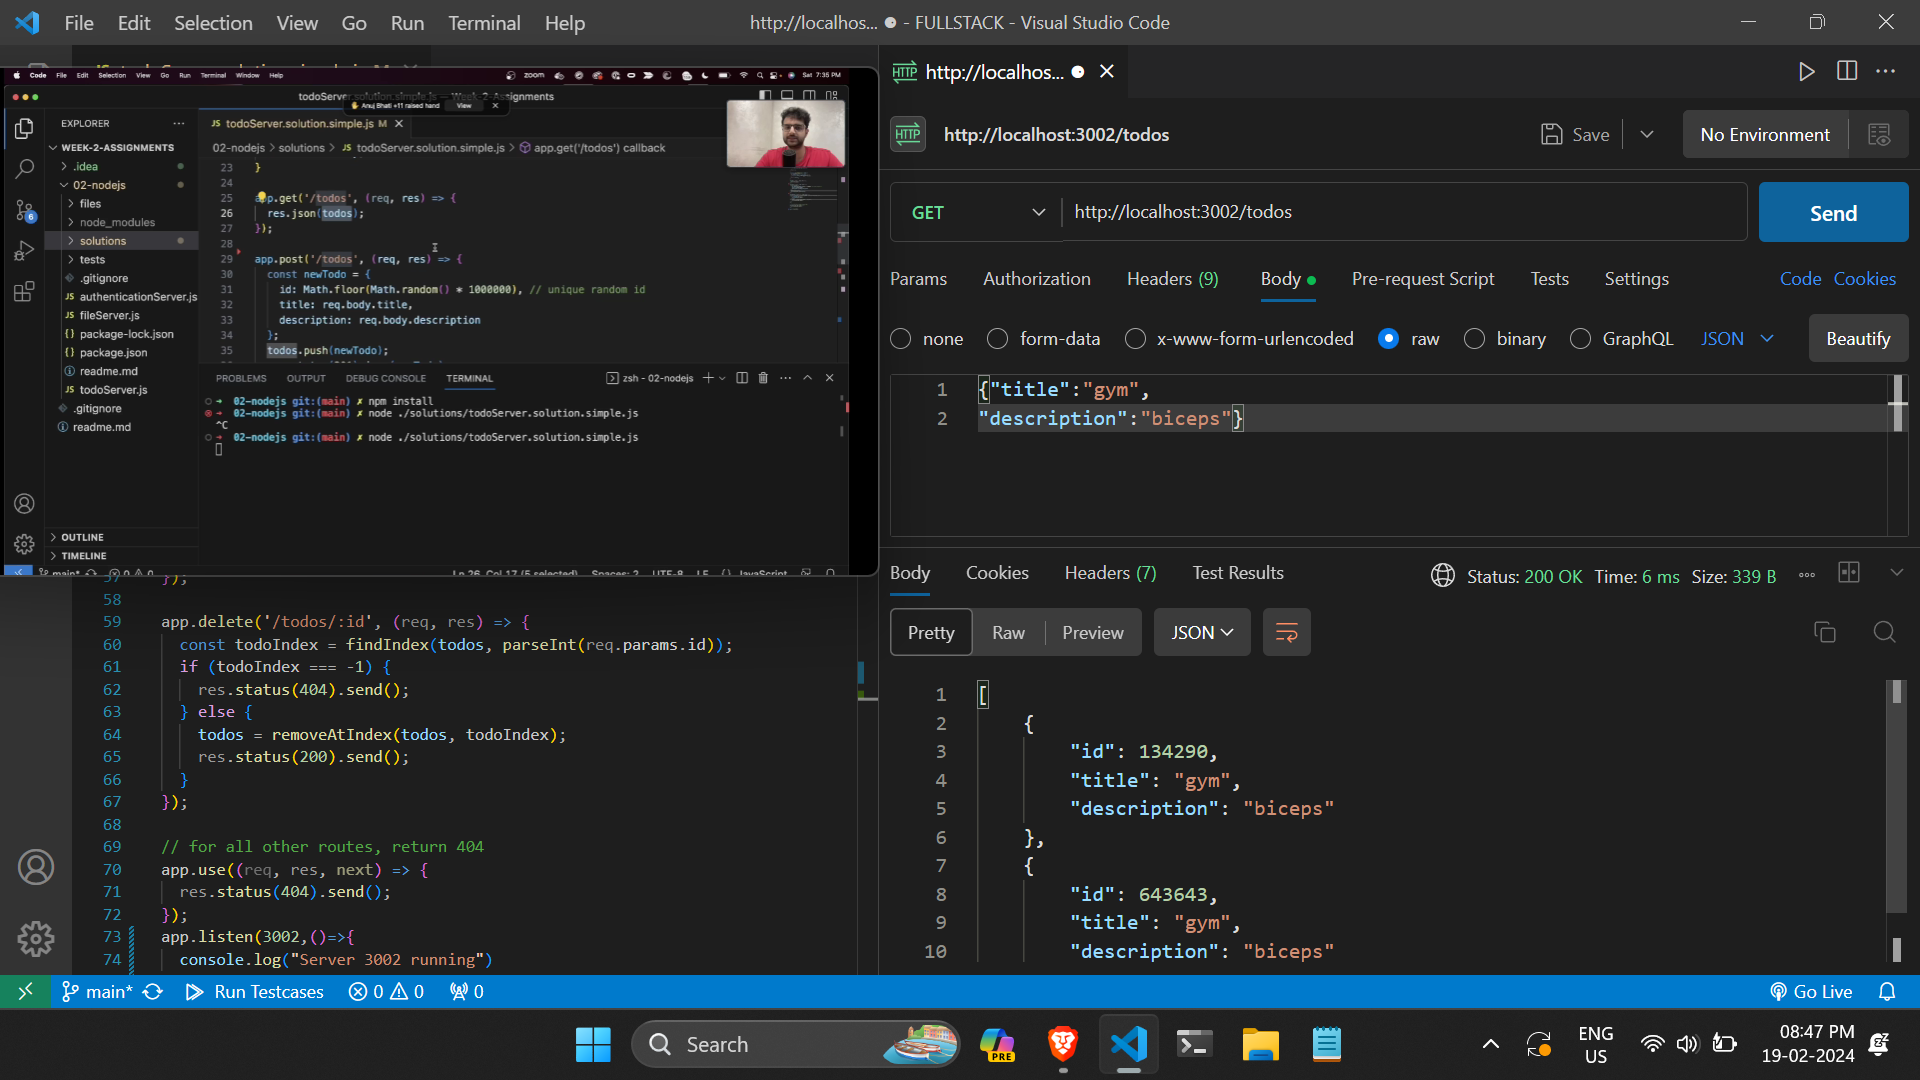 File Edit Selection View Go Run Terminal Help
http://localhos... ● - FULLSTACK - Visual Studio Code
Code File Edit Selection View Go Run Terminal Window Help
zoom
Sat 7:35 PM
todoServer.solution.simple.js — Week-2-Assignments
Anuj Bhati +11 raised hand View
EXPLORER
WEEK-2-ASSIGNMENTS
.idea
02-nodejs
files
node_modules
solutions
tests
.gitignore
authenticationServer.js
fileServer.js
package-lock.json
package.json
readme.md
todoServer.js
.gitignore
readme.md
OUTLINE
TIMELINE
JS todoServer.solution.simple.js M
02-nodejs > solutions > JS todoServer.solution.simple.js > app.get('/todos') callback
23 }
24
25 app.get('/todos', (req, res) => {
26 res.json(todos);
27 });
28
29 app.post('/todos', (req, res) => {
30 const newTodo = {
31 id: Math.floor(Math.random() * 1000000), // unique random id
32 title: req.body.title,
33 description: req.body.description
34 };
35 todos.push(newTodo);
PROBLEMS OUTPUT DEBUG CONSOLE TERMINAL
zsh - 02-nodejs
02-nodejs git:(main) ✗ npm install
02-nodejs git:(main) ✗ node ./solutions/todoServer.solution.simple.js
^C
02-nodejs git:(main) ✗ node ./solutions/todoServer.solution.simple.js
main* 0 0
Ln 26, Col 17 (5 selected) Spaces: 2 UTF-8 LF {} JavaScript
57 });
58
59 app.delete('/todos/:id', (req, res) => {
60 const todoIndex = findIndex(todos, parseInt(req.params.id));
61 if (todoIndex === -1) {
62 res.status(404).send();
63 } else {
64 todos = removeAtIndex(todos, todoIndex);
65 res.status(200).send();
66 }
67 });
68
69 // for all other routes, return 404
70 app.use((req, res, next) => {
71 res.status(404).send();
72 });
73 app.listen(3002,()=>{
74 console.log("Server 3002 running")
HTTP http://localhos...
HTTP http://localhost:3002/todos
Save
No Environment
GET http://localhost:3002/todos
Send
Params Authorization Headers (9) Body Pre-request Script Tests Settings Code Cookies
none form-data x-www-form-urlencoded raw binary GraphQL JSON Beautify
1 {"title":"gym",
2 "description":"biceps"}
Body Cookies Headers (7) Test Results
Status: 200 OK Time: 6 ms Size: 339 B
Pretty Raw Preview JSON
1 [
2 {
3 "id": 134290,
4 "title": "gym",
5 "description": "biceps"
6 },
7 {
8 "id": 643643,
9 "title": "gym",
10 "description": "biceps"
main* Run Testcases 0 0 0
Go Live
Search
PRE
ENG
US
08:47 PM
19-02-2024